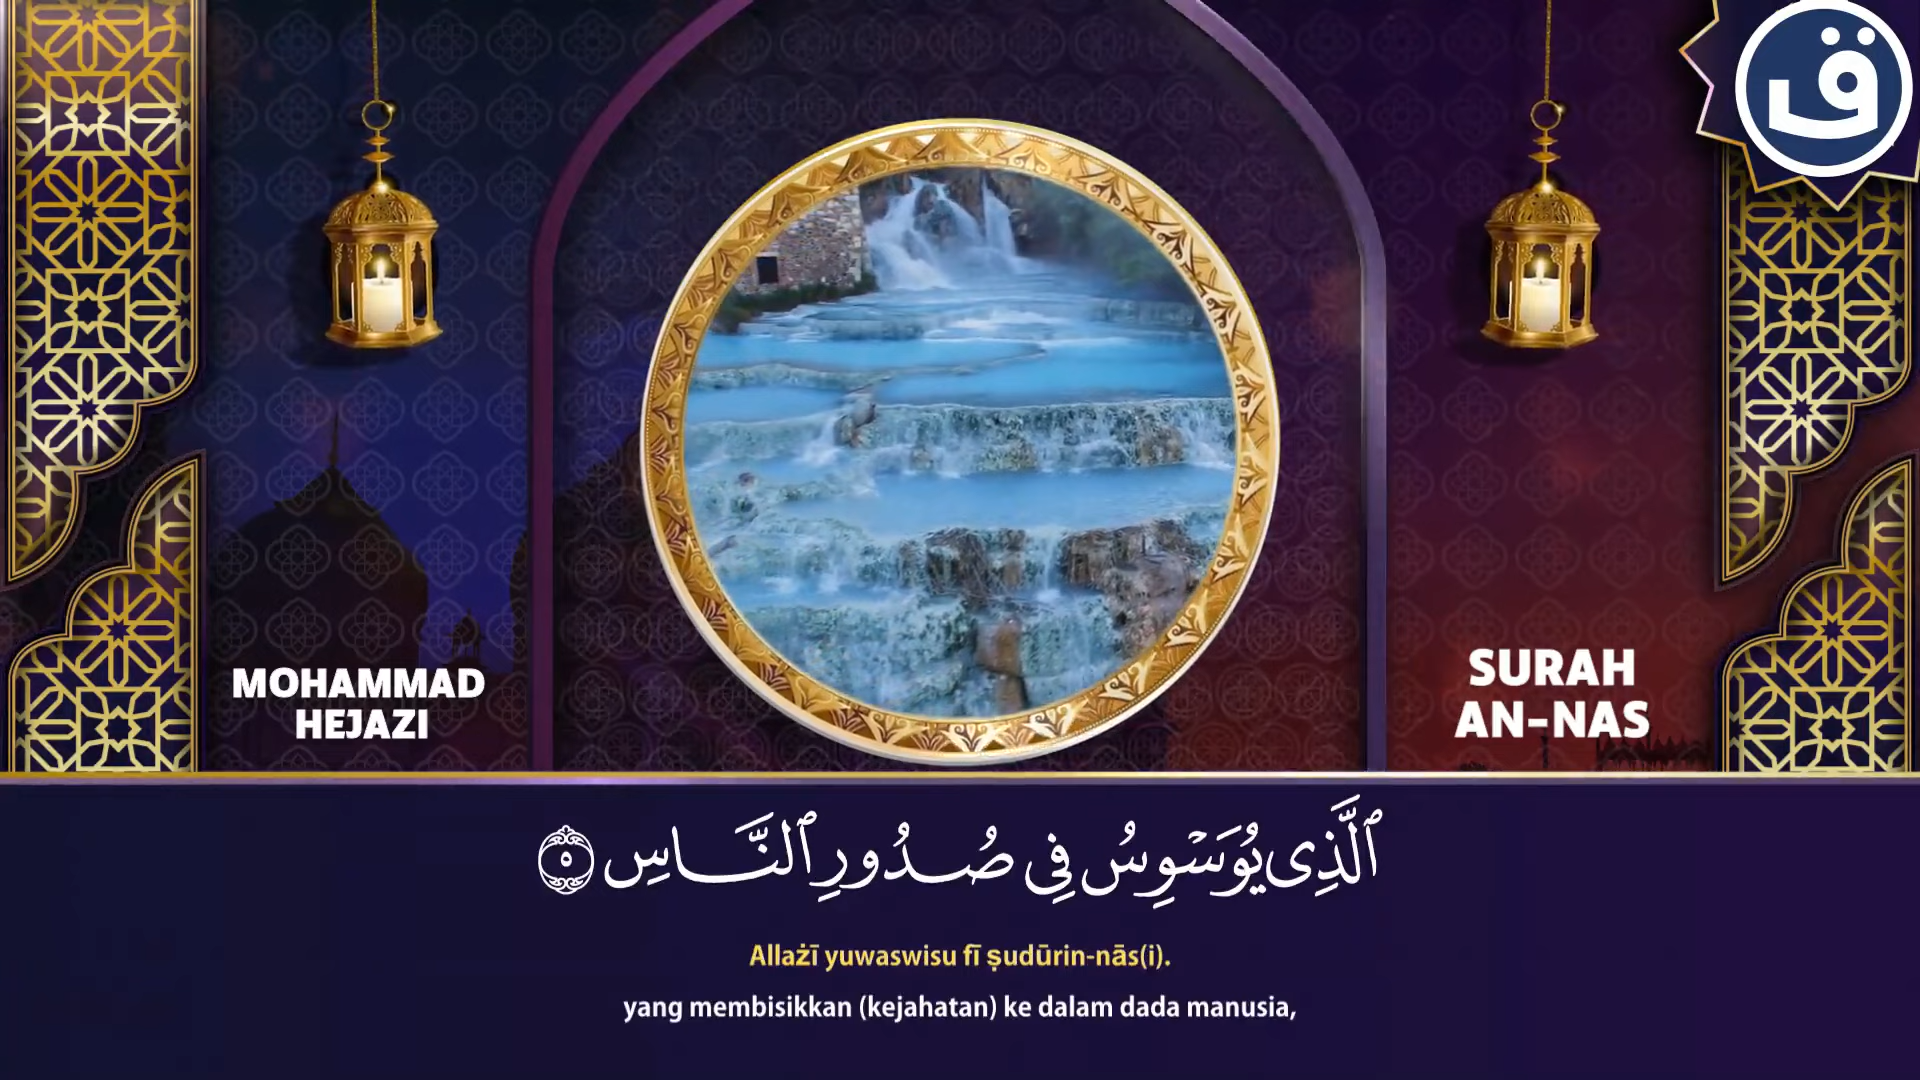 ق
MOHAMMAD
HEJAZI
SURAH
AN-NAS
ٱلَّذِى يُوَسْوِسُ فِى صُدُورِ ٱلنَّاسِ ۝٥
Allażī yuwaswisu fī ṣudūrin-nās(i).
yang membisikkan (kejahatan) ke dalam dada manusia,